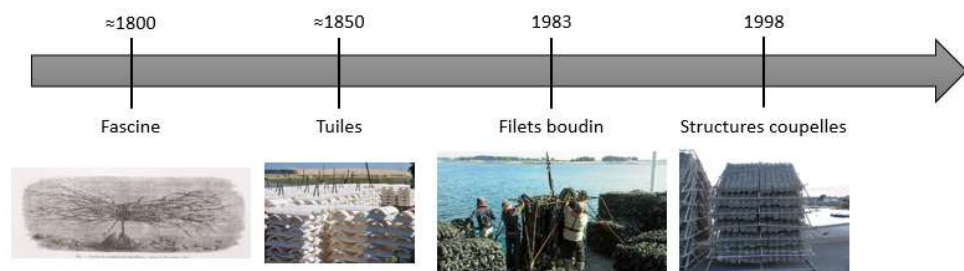 ≈1800 ≈1850 1983 1998
Fascine Tuiles Filets boudin Structures coupelles